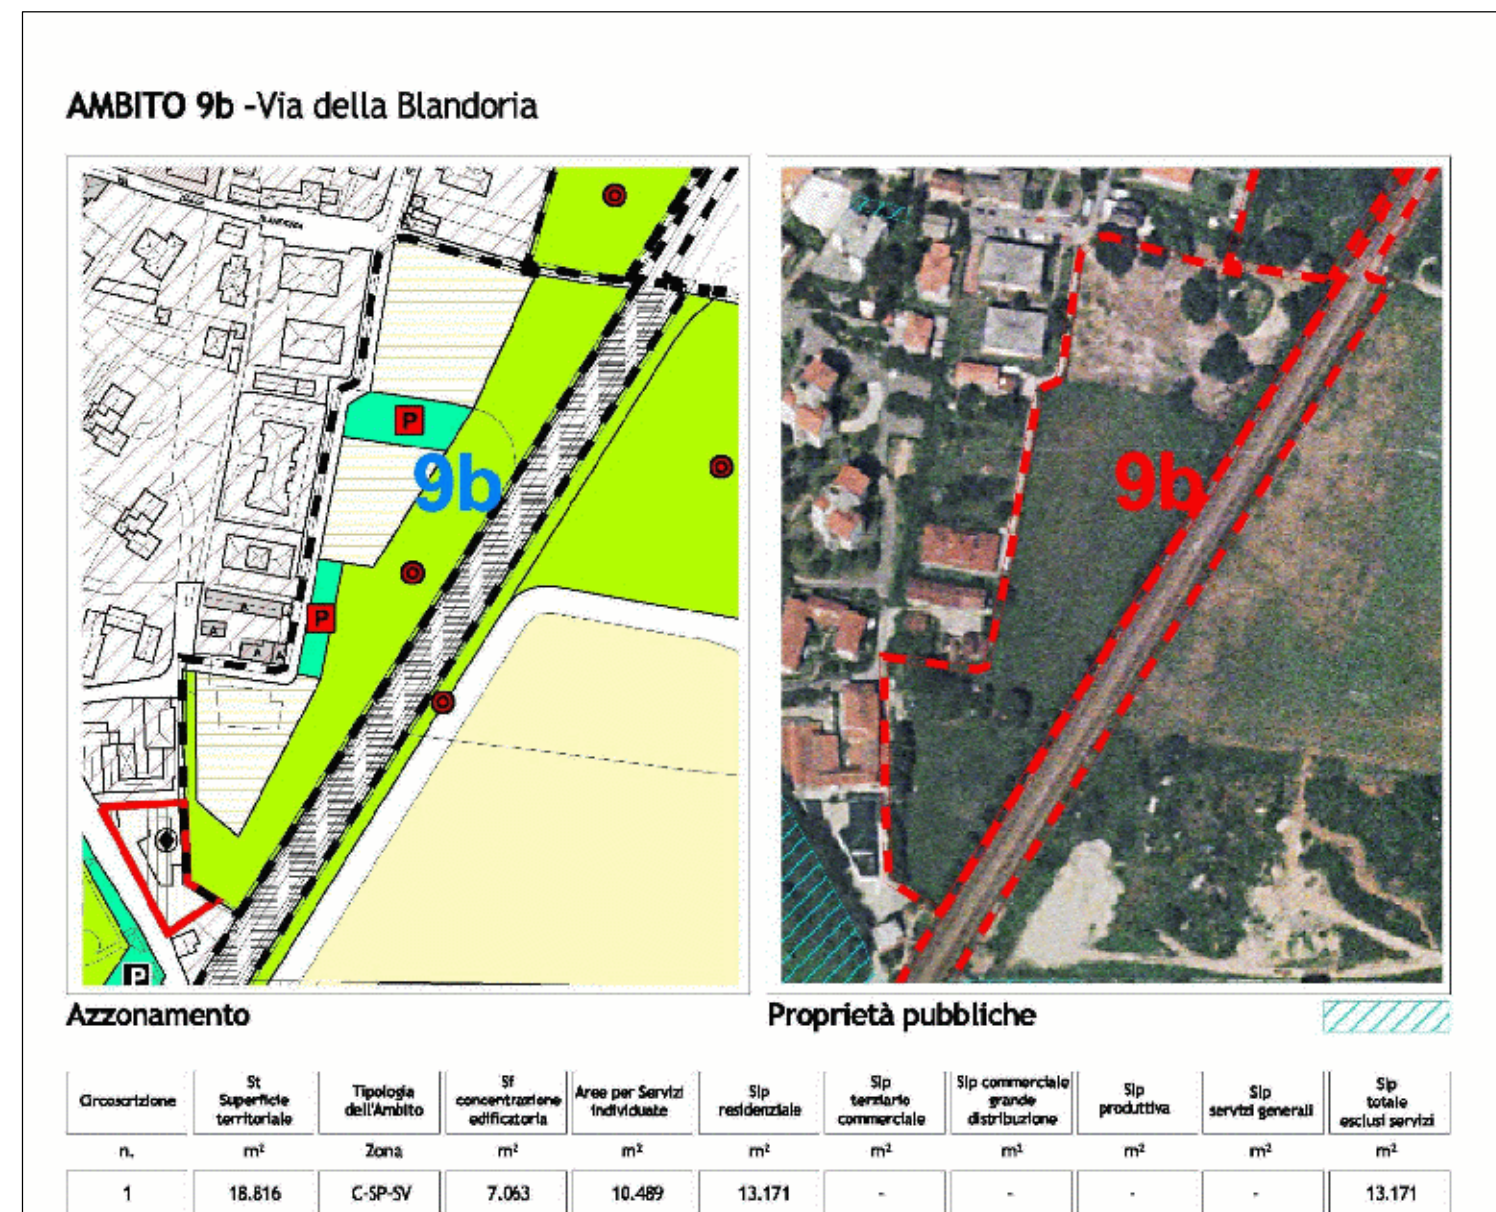 AMBITO 9b -Via della Blandoria
P
9b
P
A
A
A
P
9b
Azzonamento
Proprietà pubbliche
Circoscrizione
St
Superficie
territoriale
Tipologia
dell'Ambito
Sf
concentrazione
edificatoria
Aree per Servizi
individuate
Slp
residenziale
Slp
terziario
commerciale
Slp commerciale
grande
distribuzione
Slp
produttiva
Slp
servizi generali
Slp
totale
esclusi servizi
n. m² Zona m² m² m² m² m² m² m² m²
1 18.816 C-SP-SV 7.063 10.489 13.171 - - - - 13.171